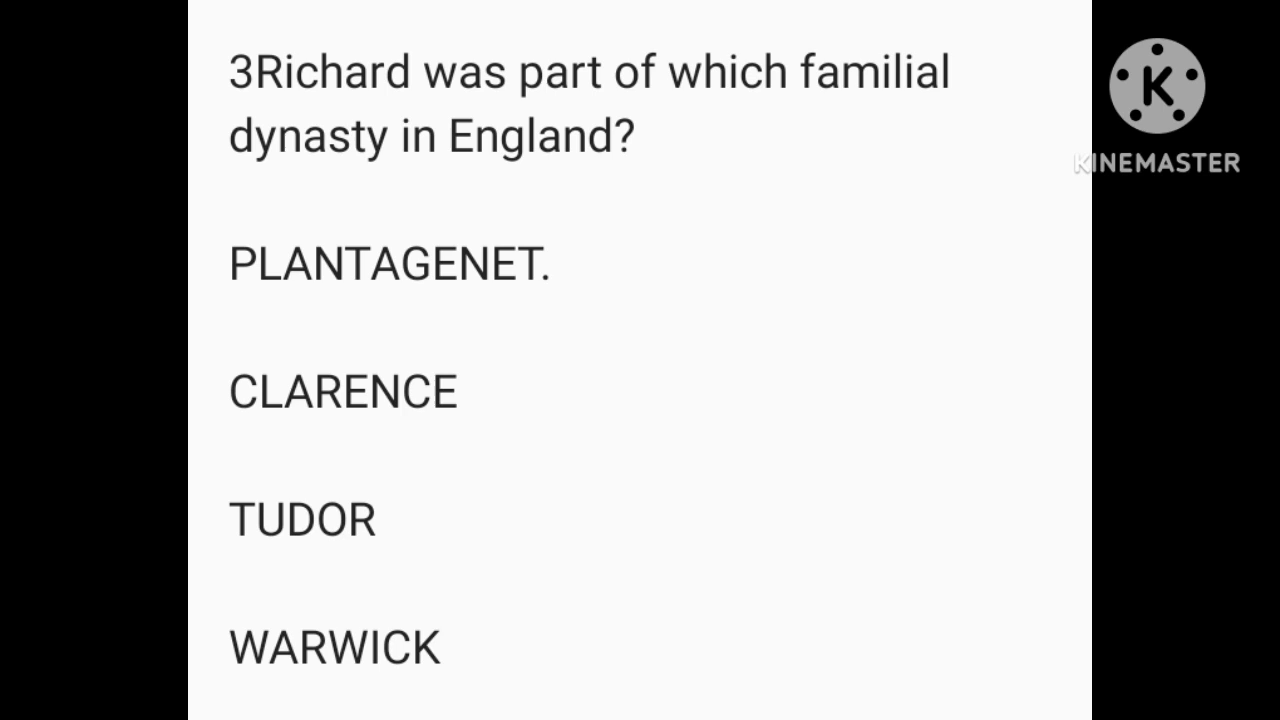 3Richard was part of which familial
dynasty in England?
PLANTAGENET.
CLARENCE
TUDOR
WARWICK
K
KINEMASTER